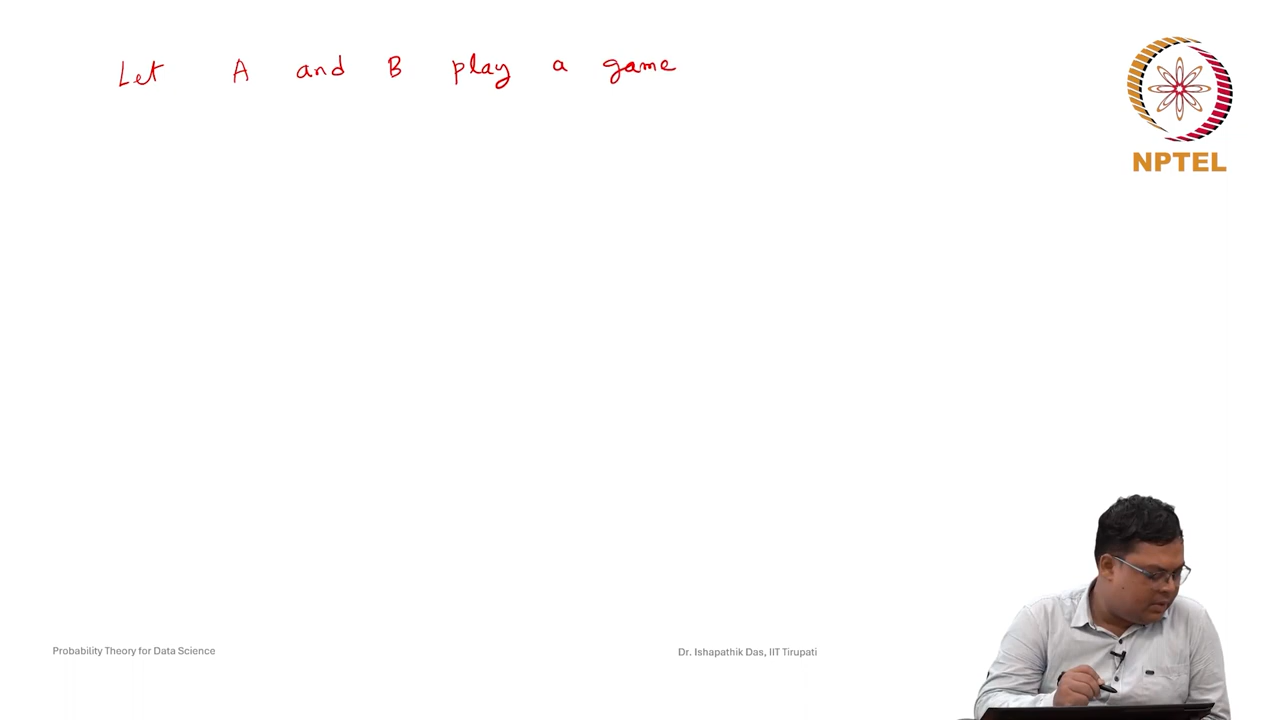 Let A and B play a game
NPTEL
Probability Theory for Data Science
Dr. Ishapathik Das, IIT Tirupati